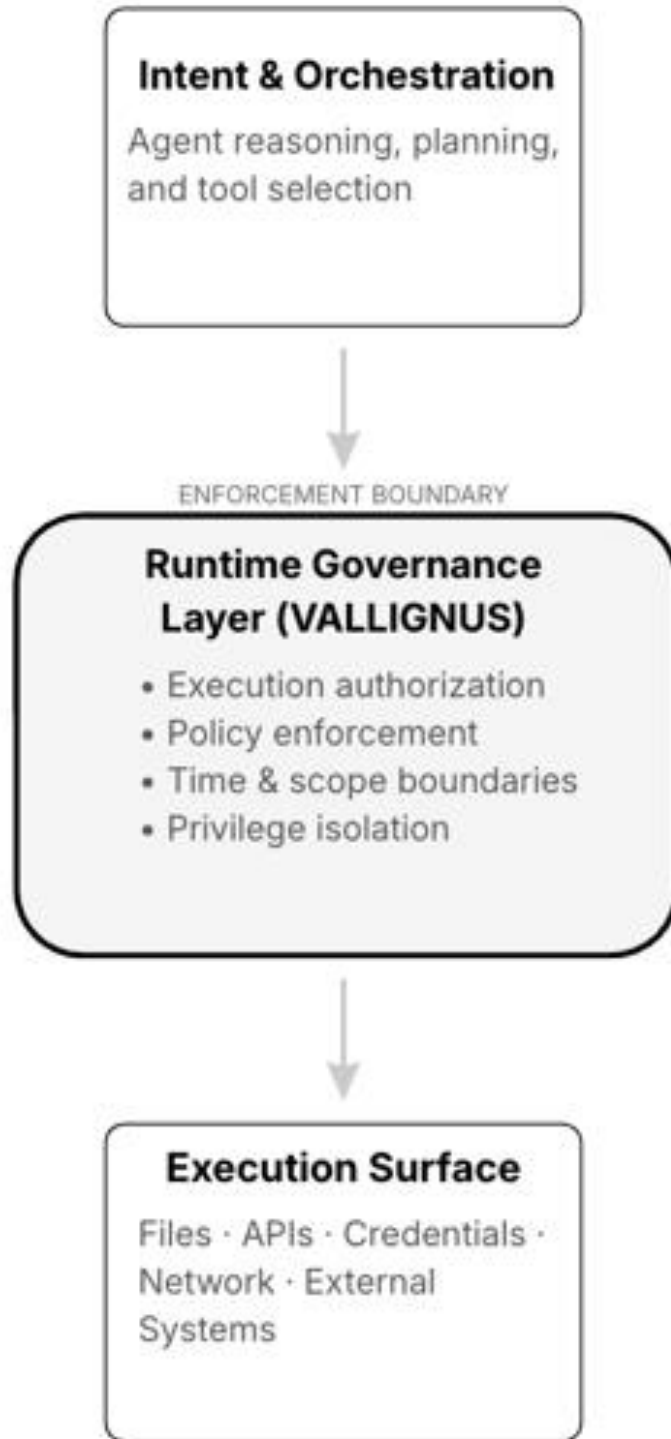 Intent & Orchestration
Agent reasoning, planning,
and tool selection
ENFORCEMENT BOUNDARY
Runtime Governance
Layer (VALLIGNUS)
• Execution authorization
• Policy enforcement
• Time & scope boundaries
• Privilege isolation
Execution Surface
Files · APIs · Credentials ·
Network · External
Systems